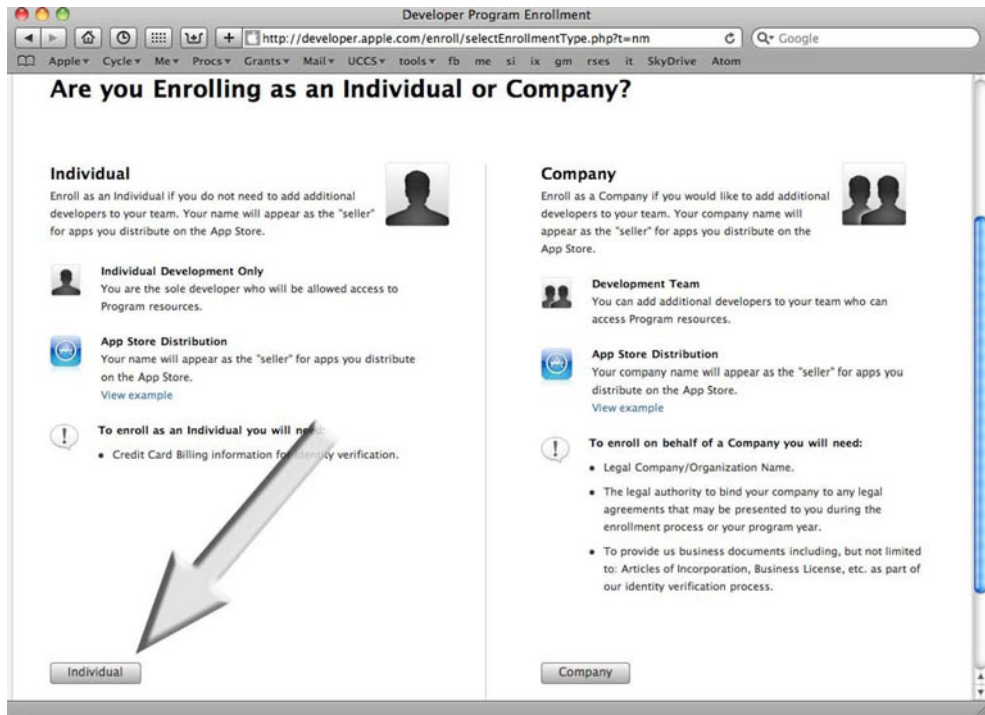 Developer Program Enrollment
http://developer.apple.com/enroll/selectEnrollmentType.php?t=nm
Google
Apple Cycle Me Procs Grants Mail UCCS tools fb me si ix gm rses it SkyDrive Atom
Are you Enrolling as an Individual or Company?
Individual
Enroll as an Individual if you do not need to add additional
developers to your team. Your name will appear as the "seller"
for apps you distribute on the App Store.
Individual Development Only
You are the sole developer who will be allowed access to
Program resources.
App Store Distribution
Your name will appear as the "seller" for apps you distribute
on the App Store.
View example
To enroll as an Individual you will need:
• Credit Card Billing information for identity verification.
Individual
Company
Enroll as a Company if you would like to add additional
developers to your team. Your company name will
appear as the "seller" for apps you distribute on the
App Store.
Development Team
You can add additional developers to your team who can
access Program resources.
App Store Distribution
Your company name will appear as the "seller" for apps you
distribute on the App Store.
View example
To enroll on behalf of a Company you will need:
• Legal Company/Organization Name.
• The legal authority to bind your company to any legal
agreements that may be presented to you during the
enrollment process or your program year.
• To provide us business documents including, but not limited
to: Articles of Incorporation, Business License, etc. as part of
our identity verification process.
Company